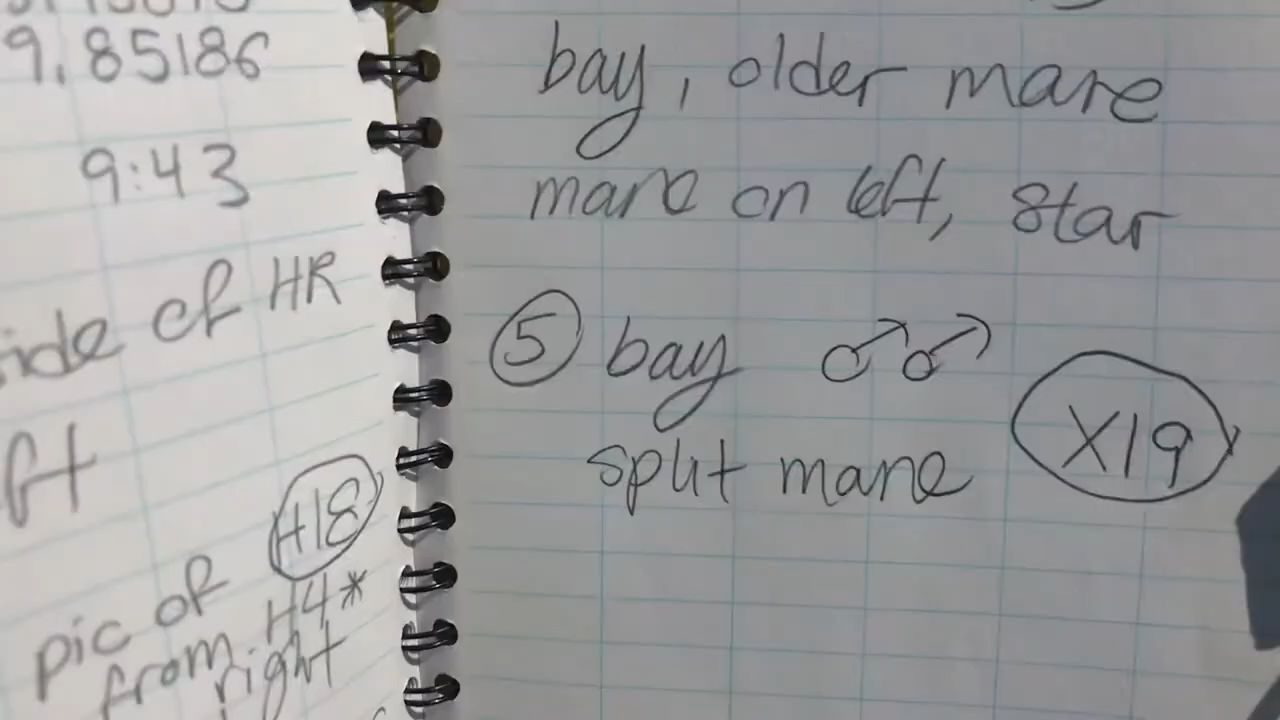 9.85186
9:43
side of HR
ft
H18
pic of
from H4*
right
bay, older mare
mane on left, star
5 bay ♂♂
X19
split mane